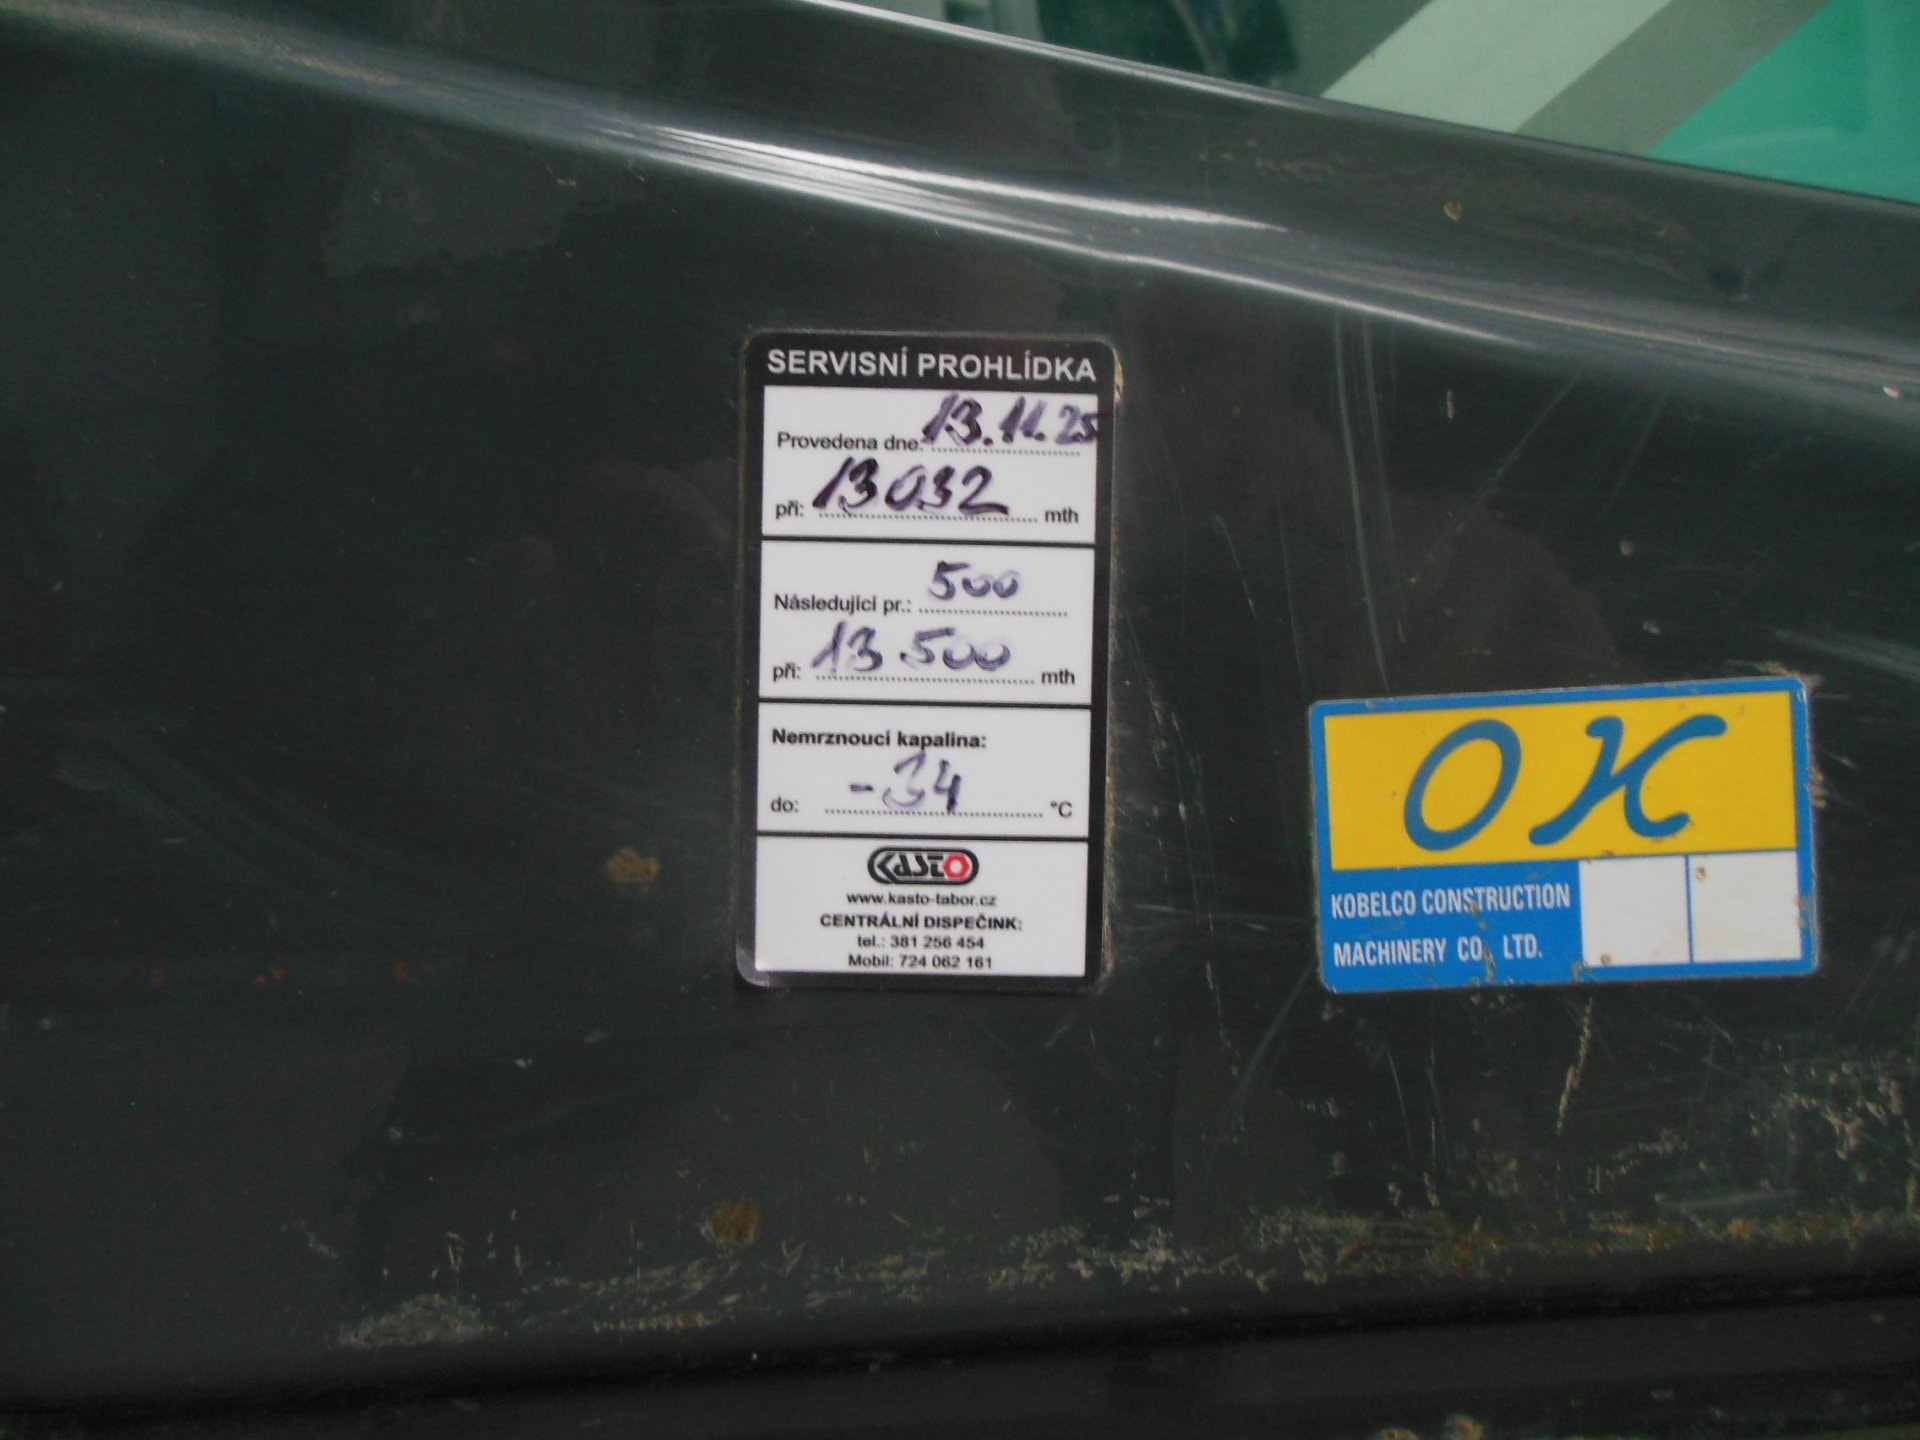 SERVISNÍ PROHLÍDKA
Provedena dne: 13.11.25
při: 13032 mth
Následující pr.: 500
při: 13500 mth
Nemrznoucí kapalina:
do: -34 °C
KASTO
www.kasto-tabor.cz
CENTRÁLNÍ DISPEČINK:
tel.: 381 256 454
Mobil: 724 062 161
OK
KOBELCO CONSTRUCTION
MACHINERY CO., LTD.